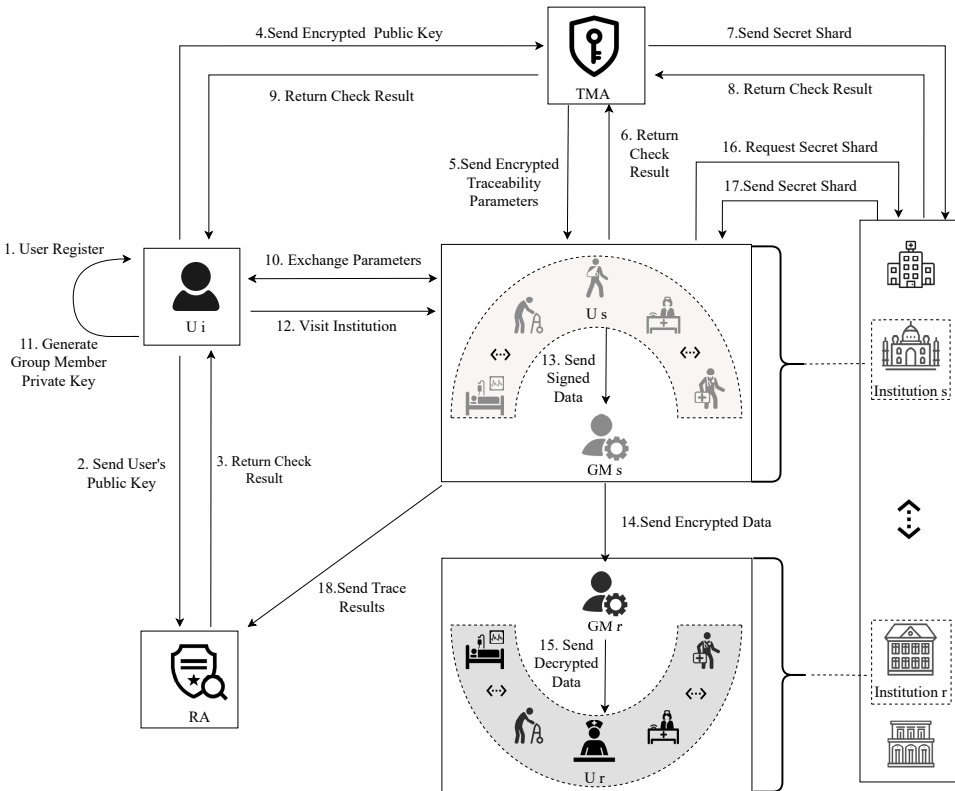 4.Send Encrypted Public Key
7.Send Secret Shard
TMA
9. Return Check Result
8. Return Check Result
6. Return
Check
Result
5.Send Encrypted
Traceability
Parameters
16. Request Secret Shard
17.Send Secret Shard
1. User Register
10. Exchange Parameters
U i
12. Visit Institution
U s
11. Generate
Group Member
Private Key
13. Send
Signed
Data
Institution s
GM s
2. Send User's
Public Key
3. Return Check
Result
14.Send Encrypted Data
18.Send Trace
Results
GM r
15. Send
Decrypted
Data
Institution r
RA
U r